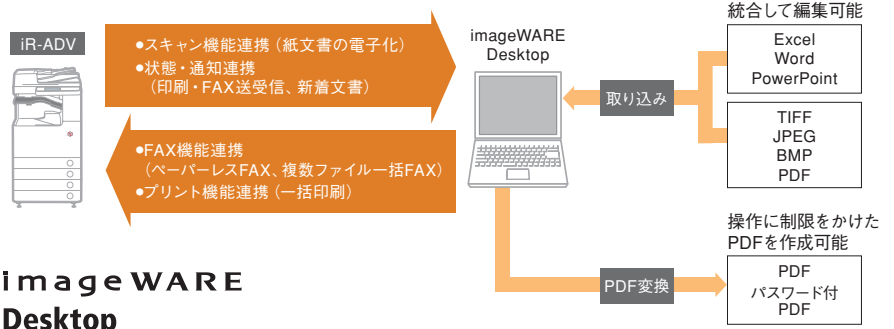 iR-ADV
●スキャン機能連携（紙文書の電子化）
●状態・通知連携
（印刷・FAX送受信、新着文書）
●FAX機能連携
（ペーパーレスFAX、複数ファイル一括FAX）
●プリント機能連携（一括印刷）
imageWARE
Desktop
取り込み
統合して編集可能
Excel
Word
PowerPoint
TIFF
JPEG
BMP
PDF
操作に制限をかけた
PDFを作成可能
PDF変換
PDF
パスワード付
PDF
imageWARE
Desktop